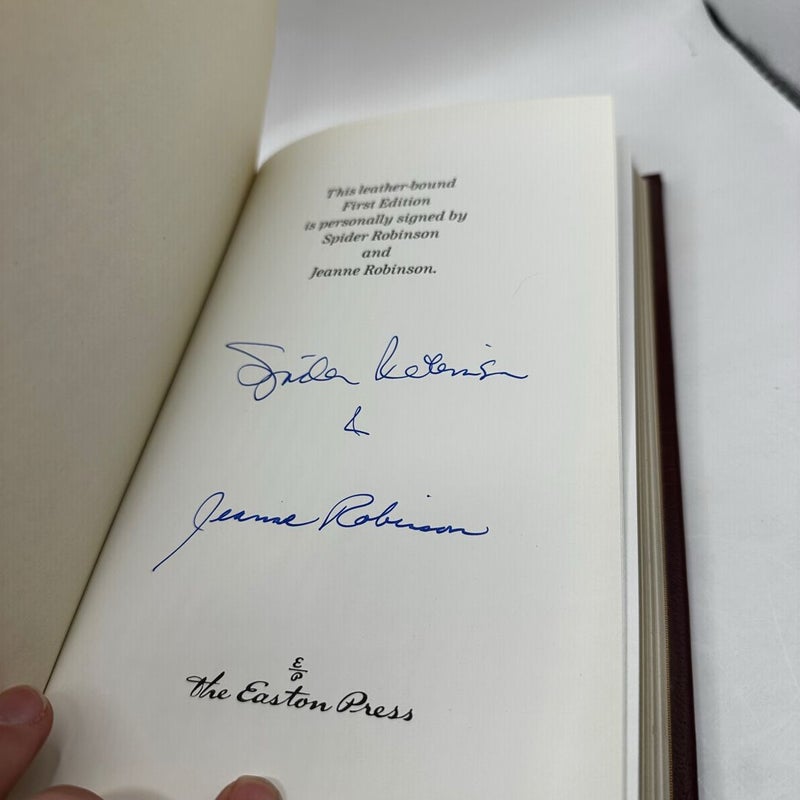 This leather-bound
First Edition
is personally signed by
Spider Robinson
and
Jeanne Robinson.
Spider Robinson
&
Jeanne Robinson
E
P
the Easton Press